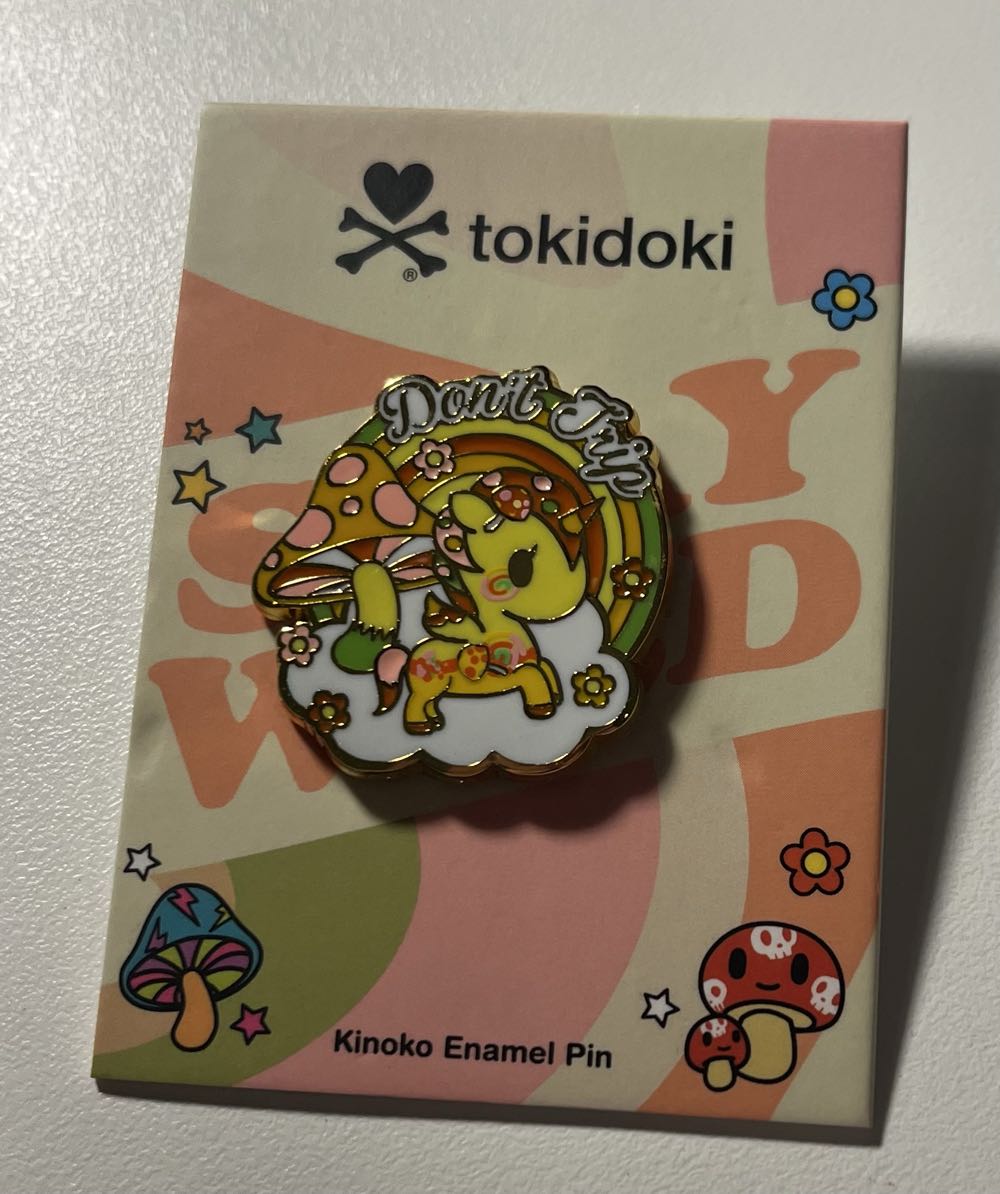 tokidoki
®
Don't Trip
Kinoko Enamel Pin